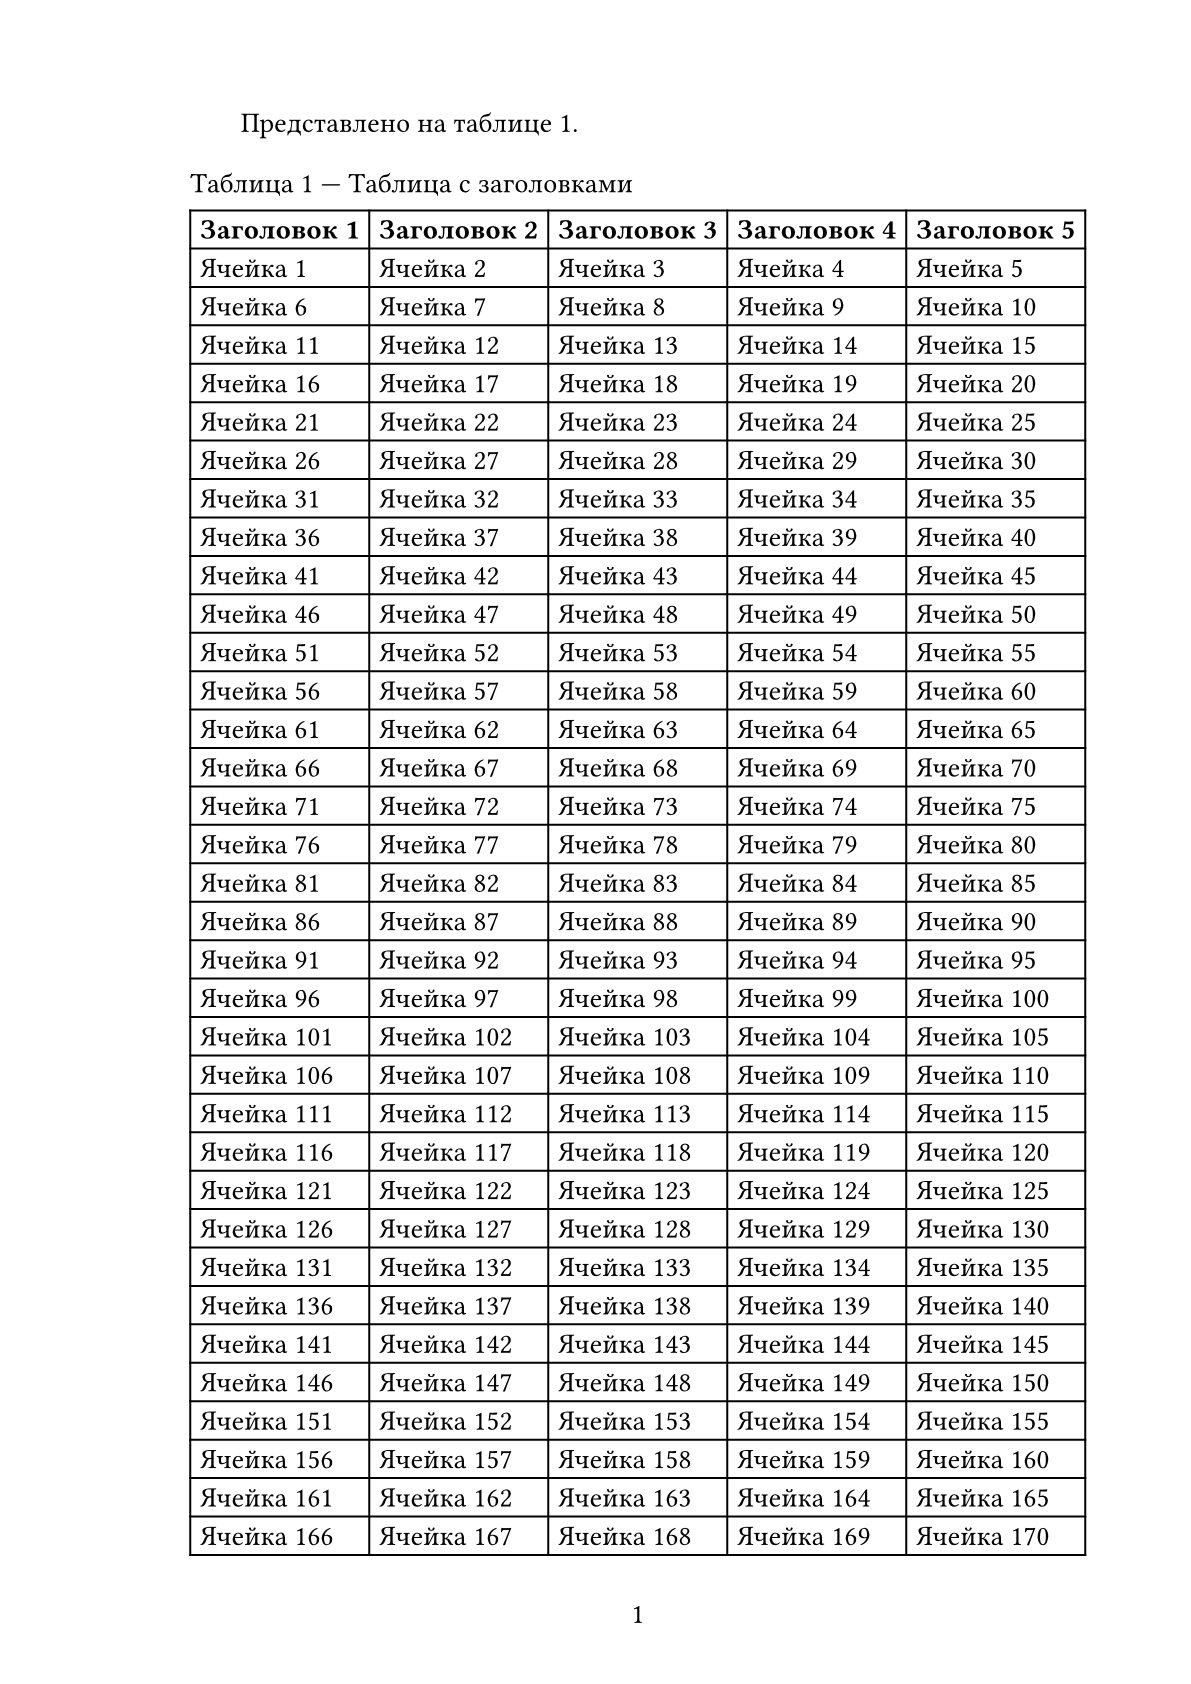 Представлено на таблице 1.
Таблица 1 — Таблица с заголовками
Заголовок 1 Заголовок 2 Заголовок 3 Заголовок 4 Заголовок 5
Ячейка 1 Ячейка 2 Ячейка 3 Ячейка 4 Ячейка 5
Ячейка 6 Ячейка 7 Ячейка 8 Ячейка 9 Ячейка 10
Ячейка 11 Ячейка 12 Ячейка 13 Ячейка 14 Ячейка 15
Ячейка 16 Ячейка 17 Ячейка 18 Ячейка 19 Ячейка 20
Ячейка 21 Ячейка 22 Ячейка 23 Ячейка 24 Ячейка 25
Ячейка 26 Ячейка 27 Ячейка 28 Ячейка 29 Ячейка 30
Ячейка 31 Ячейка 32 Ячейка 33 Ячейка 34 Ячейка 35
Ячейка 36 Ячейка 37 Ячейка 38 Ячейка 39 Ячейка 40
Ячейка 41 Ячейка 42 Ячейка 43 Ячейка 44 Ячейка 45
Ячейка 46 Ячейка 47 Ячейка 48 Ячейка 49 Ячейка 50
Ячейка 51 Ячейка 52 Ячейка 53 Ячейка 54 Ячейка 55
Ячейка 56 Ячейка 57 Ячейка 58 Ячейка 59 Ячейка 60
Ячейка 61 Ячейка 62 Ячейка 63 Ячейка 64 Ячейка 65
Ячейка 66 Ячейка 67 Ячейка 68 Ячейка 69 Ячейка 70
Ячейка 71 Ячейка 72 Ячейка 73 Ячейка 74 Ячейка 75
Ячейка 76 Ячейка 77 Ячейка 78 Ячейка 79 Ячейка 80
Ячейка 81 Ячейка 82 Ячейка 83 Ячейка 84 Ячейка 85
Ячейка 86 Ячейка 87 Ячейка 88 Ячейка 89 Ячейка 90
Ячейка 91 Ячейка 92 Ячейка 93 Ячейка 94 Ячейка 95
Ячейка 96 Ячейка 97 Ячейка 98 Ячейка 99 Ячейка 100
Ячейка 101 Ячейка 102 Ячейка 103 Ячейка 104 Ячейка 105
Ячейка 106 Ячейка 107 Ячейка 108 Ячейка 109 Ячейка 110
Ячейка 111 Ячейка 112 Ячейка 113 Ячейка 114 Ячейка 115
Ячейка 116 Ячейка 117 Ячейка 118 Ячейка 119 Ячейка 120
Ячейка 121 Ячейка 122 Ячейка 123 Ячейка 124 Ячейка 125
Ячейка 126 Ячейка 127 Ячейка 128 Ячейка 129 Ячейка 130
Ячейка 131 Ячейка 132 Ячейка 133 Ячейка 134 Ячейка 135
Ячейка 136 Ячейка 137 Ячейка 138 Ячейка 139 Ячейка 140
Ячейка 141 Ячейка 142 Ячейка 143 Ячейка 144 Ячейка 145
Ячейка 146 Ячейка 147 Ячейка 148 Ячейка 149 Ячейка 150
Ячейка 151 Ячейка 152 Ячейка 153 Ячейка 154 Ячейка 155
Ячейка 156 Ячейка 157 Ячейка 158 Ячейка 159 Ячейка 160
Ячейка 161 Ячейка 162 Ячейка 163 Ячейка 164 Ячейка 165
Ячейка 166 Ячейка 167 Ячейка 168 Ячейка 169 Ячейка 170
1